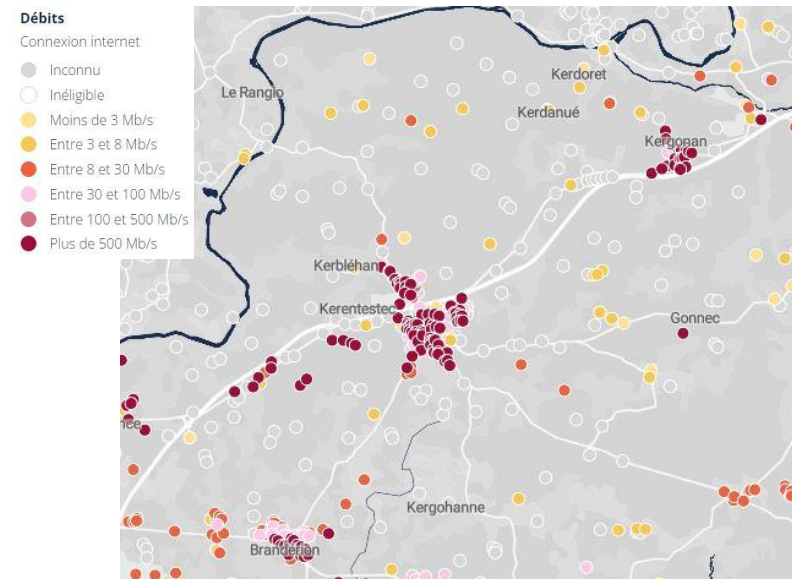 Débits
Connexion internet
Inconnu
Inéligible
Moins de 3 Mb/s
Entre 3 et 8 Mb/s
Entre 8 et 30 Mb/s
Entre 30 et 100 Mb/s
Entre 100 et 500 Mb/s
Plus de 500 Mb/s
Kerdoret
Le Rangio
Kerdanué
Kergonan
Kerbléhan
Kerentestec
Gonnec
Kergohanne
Branderion